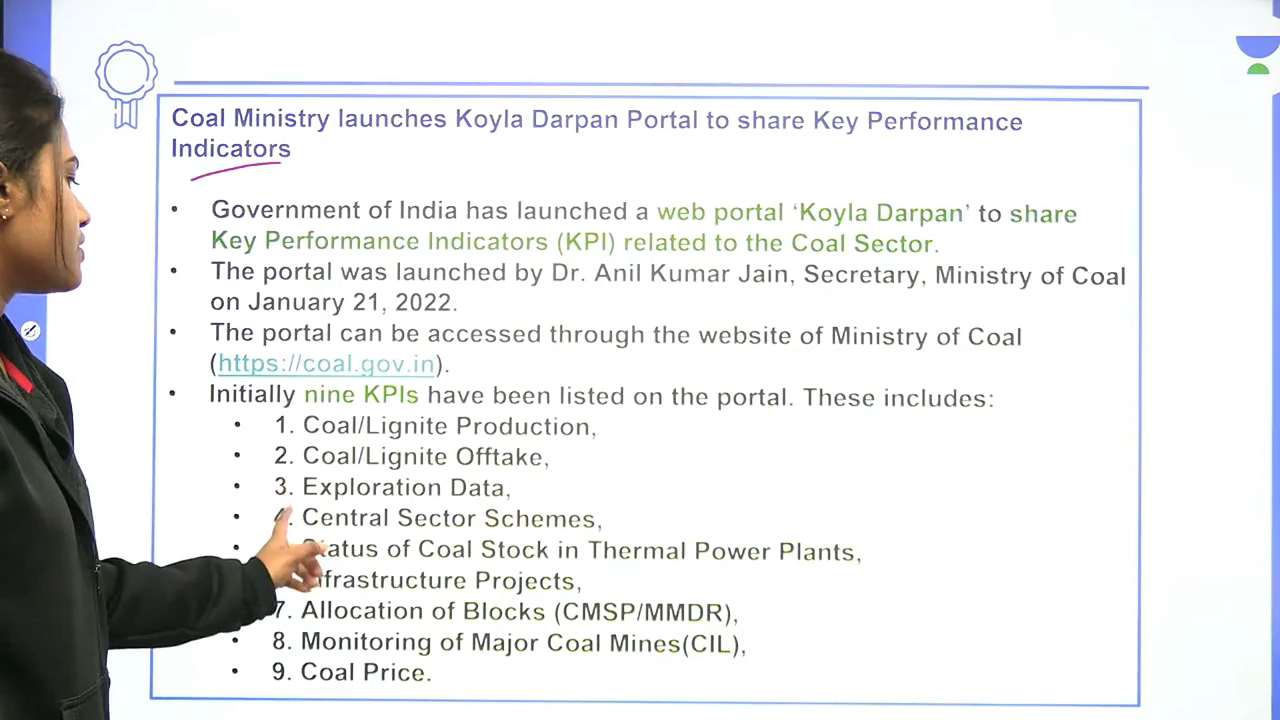 Coal Ministry launches Koyla Darpan Portal to share Key Performance
Indicators
• Government of India has launched a web portal ‘Koyla Darpan’ to share
Key Performance Indicators (KPI) related to the Coal Sector.
• The portal was launched by Dr. Anil Kumar Jain, Secretary, Ministry of Coal
on January 21, 2022.
• The portal can be accessed through the website of Ministry of Coal
(https://coal.gov.in).
• Initially nine KPIs have been listed on the portal. These includes:
• 1. Coal/Lignite Production,
• 2. Coal/Lignite Offtake,
• 3. Exploration Data,
• 4. Central Sector Schemes,
• Status of Coal Stock in Thermal Power Plants,
Infrastructure Projects,
7. Allocation of Blocks (CMSP/MMDR),
• 8. Monitoring of Major Coal Mines(CIL),
• 9. Coal Price.